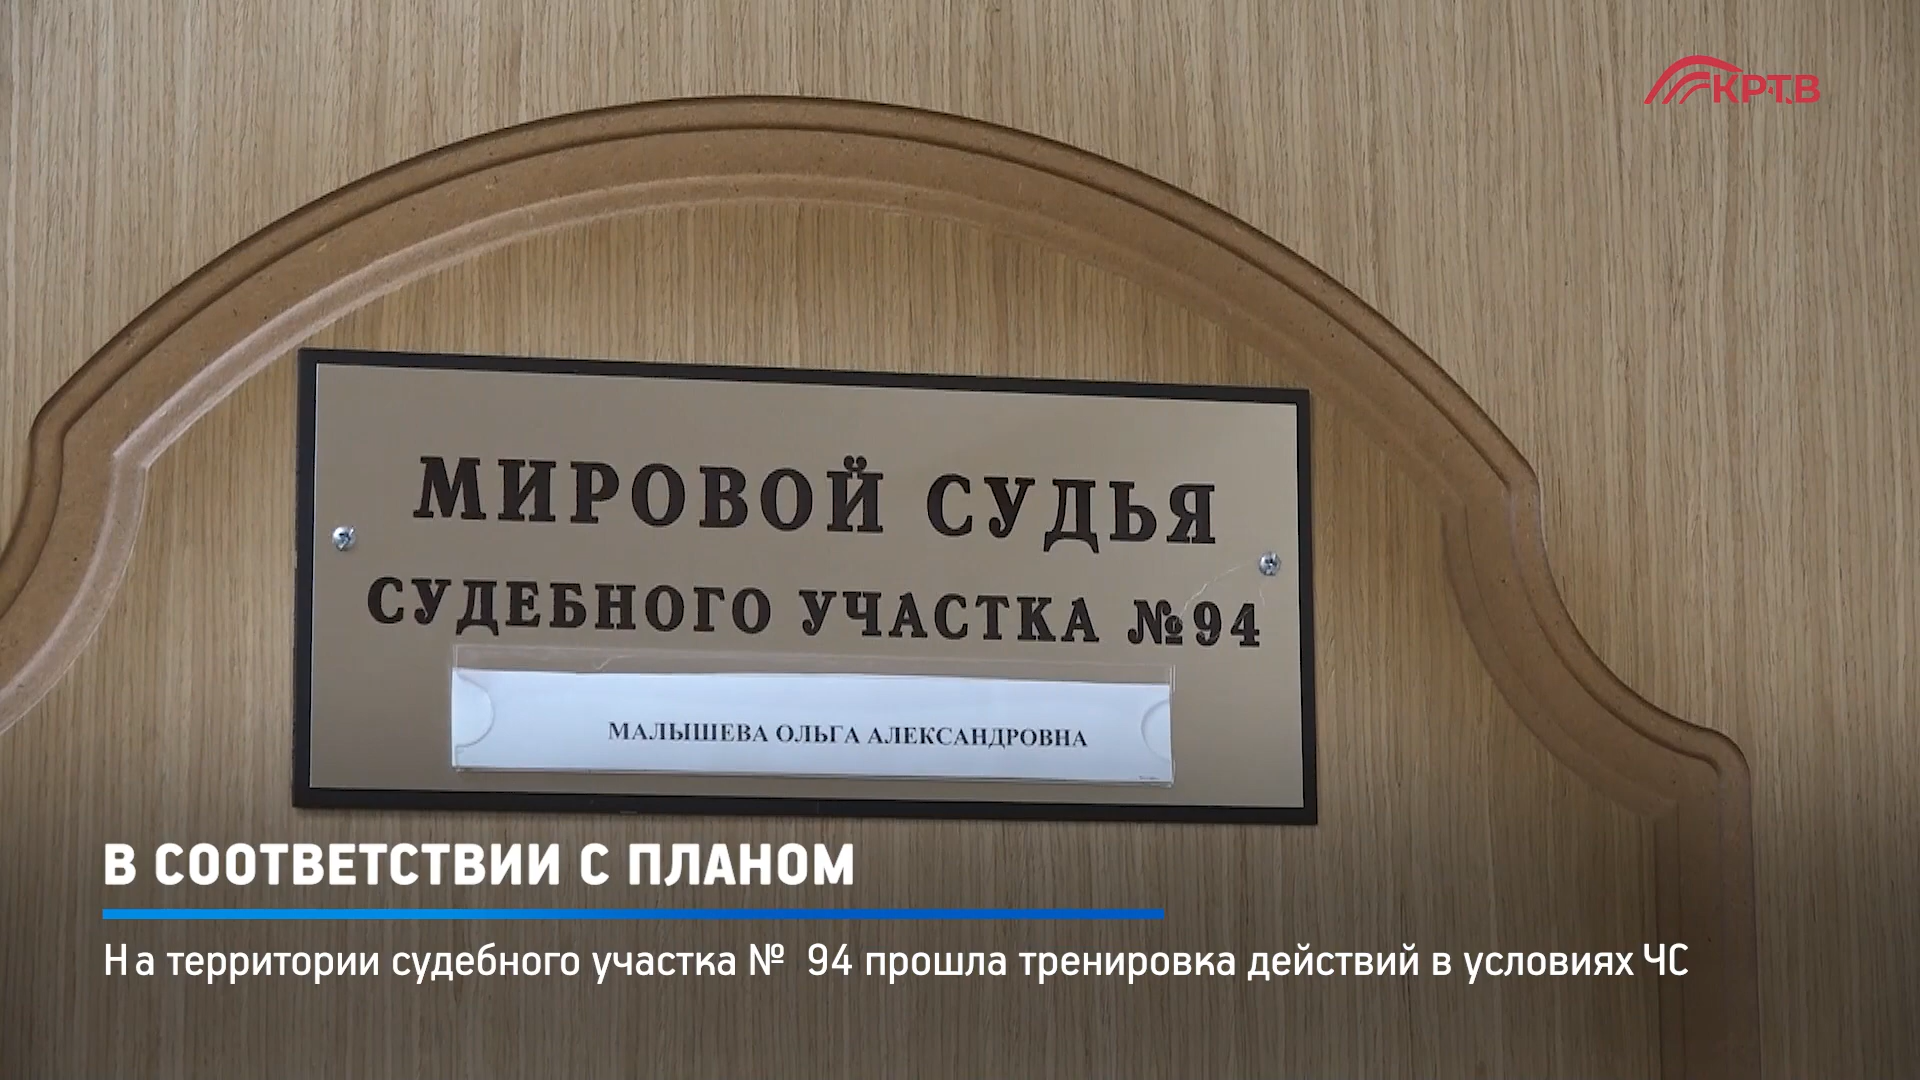 КРТВ
МИРОВОЙ СУДЬЯ
СУДЕБНОГО УЧАСТКА №94
МАЛЫШЕВА ОЛЬГА АЛЕКСАНДРОВНА
В СООТВЕТСТВИИ С ПЛАНОМ
На территории судебного участка № 94 прошла тренировка действий в условиях ЧС